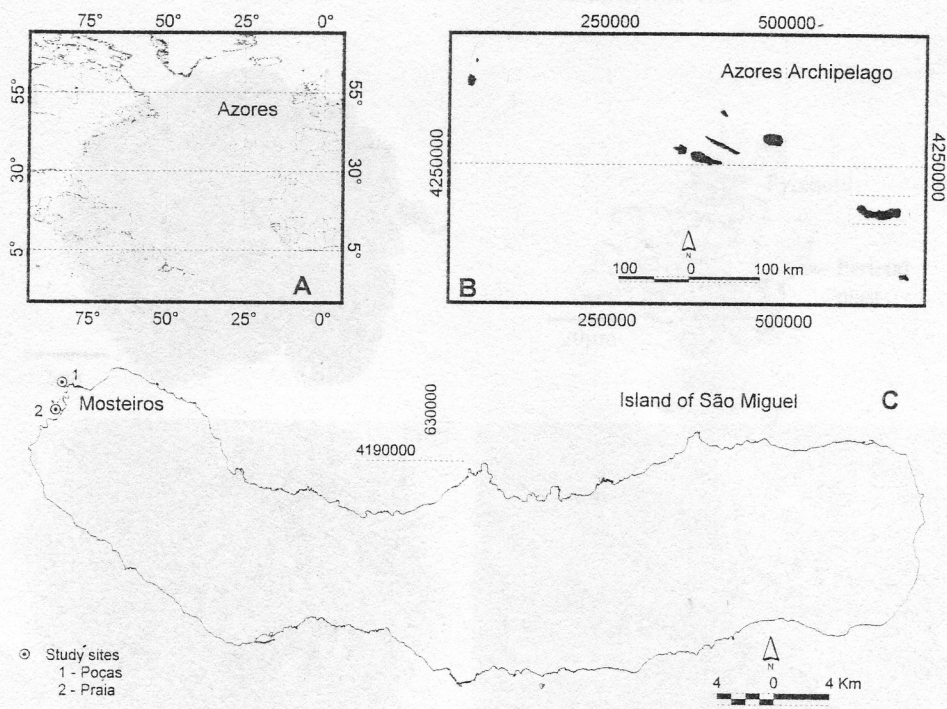 75° 50° 25° 0°
55° 55°
Azores
30° 30°
5° 5°
A
75° 50° 25° 0°
250000 500000
Azores Archipelago
4250000 4250000
N
100 0 100 km
B
250000 500000
1
2 Mosteiros
Island of São Miguel C
630000
4190000
Study sites
1 - Poças
2 - Praia
N
4 0 4 Km